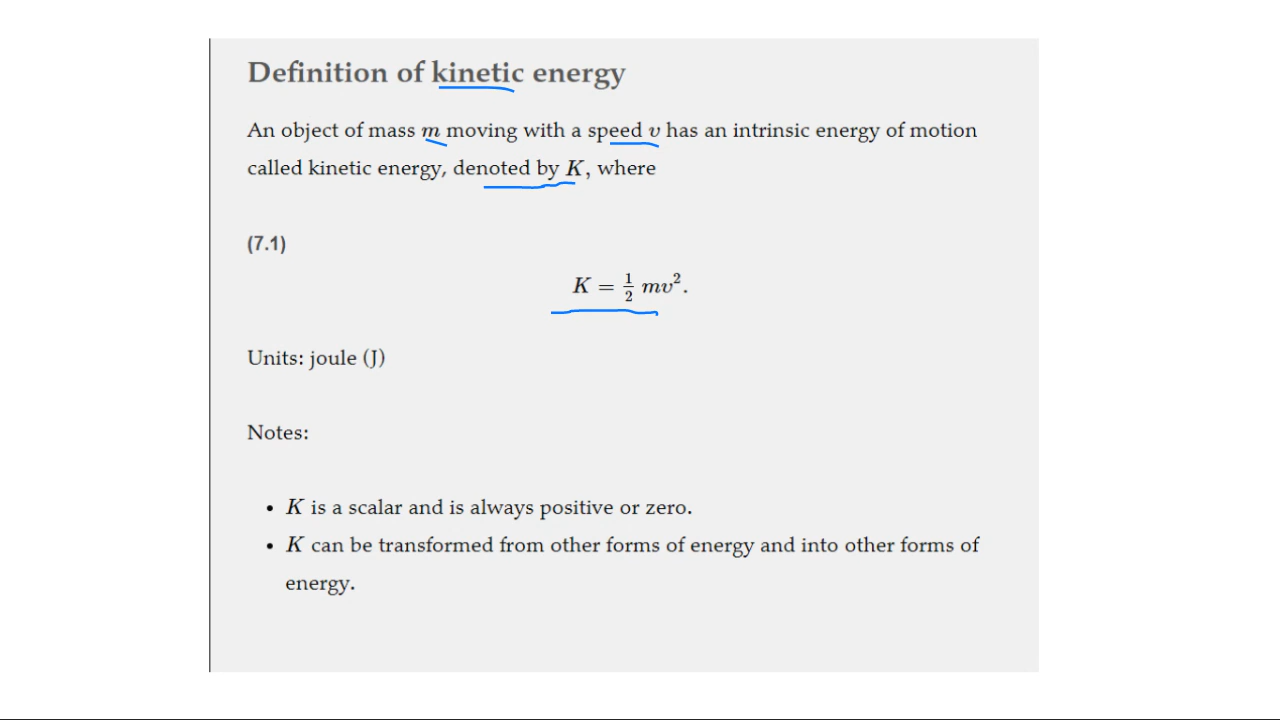 Definition of kinetic energy
An object of mass m moving with a speed v has an intrinsic energy of motion
called kinetic energy, denoted by K, where
(7.1)
K = 1/2 mv².
Units: joule (J)
Notes:
• K is a scalar and is always positive or zero.
• K can be transformed from other forms of energy and into other forms of
energy.